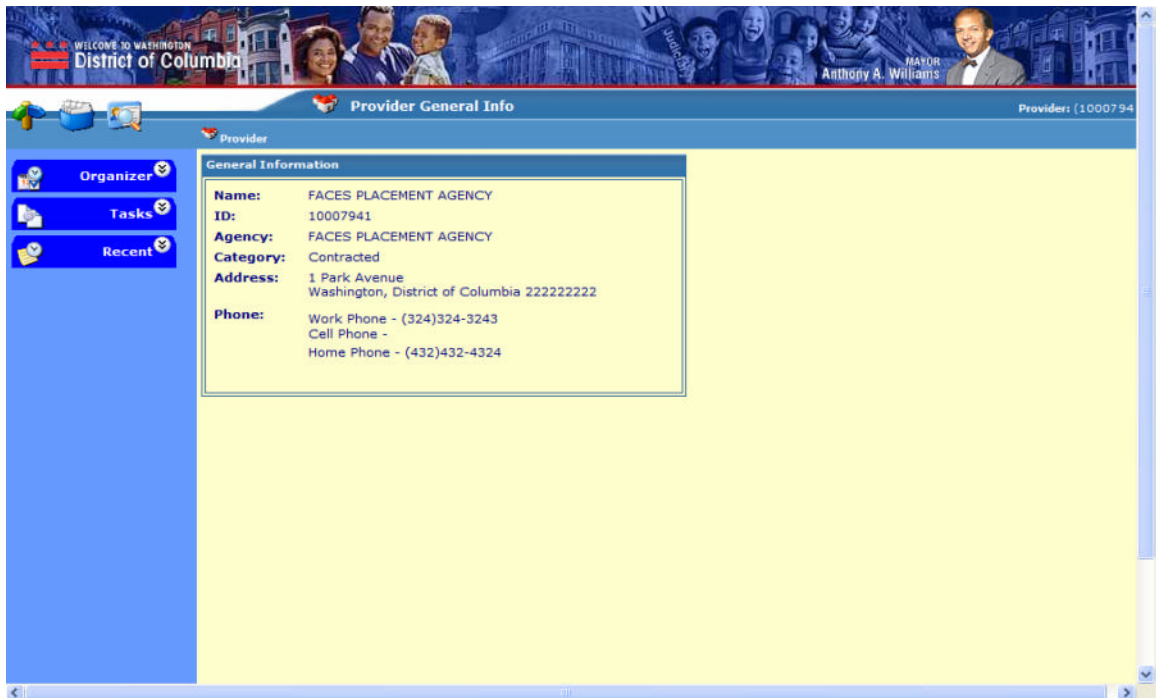 WELCOME TO WASHINGTON
District of Columbia
Judiciary
MAYOR
Anthony A. Williams
Provider General Info
Provider: (1000794
Provider
Organizer
Tasks
Recent
General Information
Name: FACES PLACEMENT AGENCY
ID: 10007941
Agency: FACES PLACEMENT AGENCY
Category: Contracted
Address: 1 Park Avenue
Washington, District of Columbia 222222222
Phone: Work Phone - (324)324-3243
Cell Phone -
Home Phone - (432)432-4324